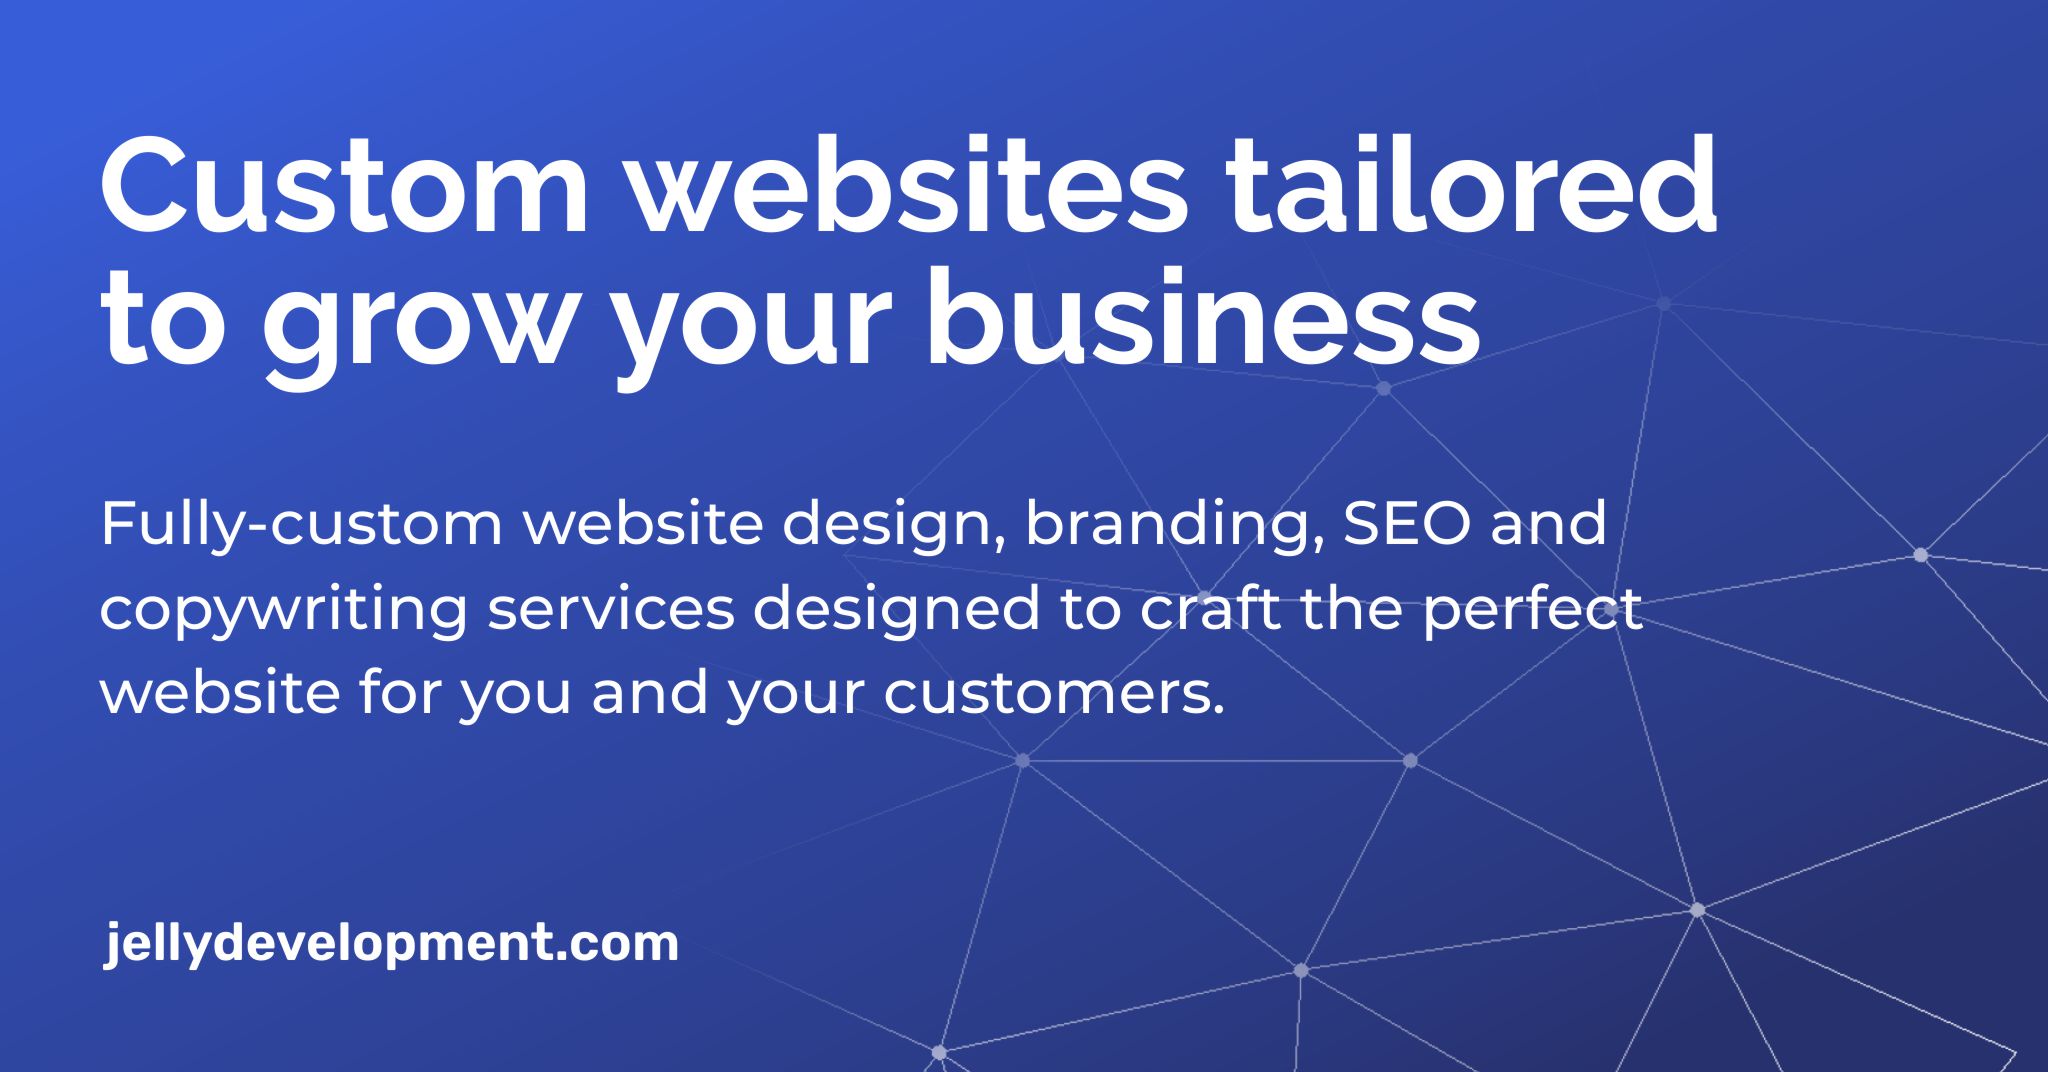 Custom websites tailored
to grow your business
Fully-custom website design, branding, SEO and
copywriting services designed to craft the perfect
website for you and your customers.
jellydevelopment.com